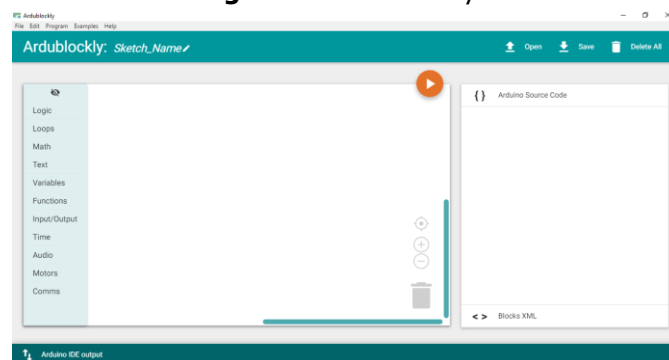 Ardublockly
File Edit Program Examples Help
Ardublockly: Sketch_Name
Open Save Delete All
{ } Arduino Source Code
Logic
Loops
Math
Text
Variables
Functions
Input/Output
Time
Audio
Motors
Comms
< > Blocks XML
Arduino IDE output